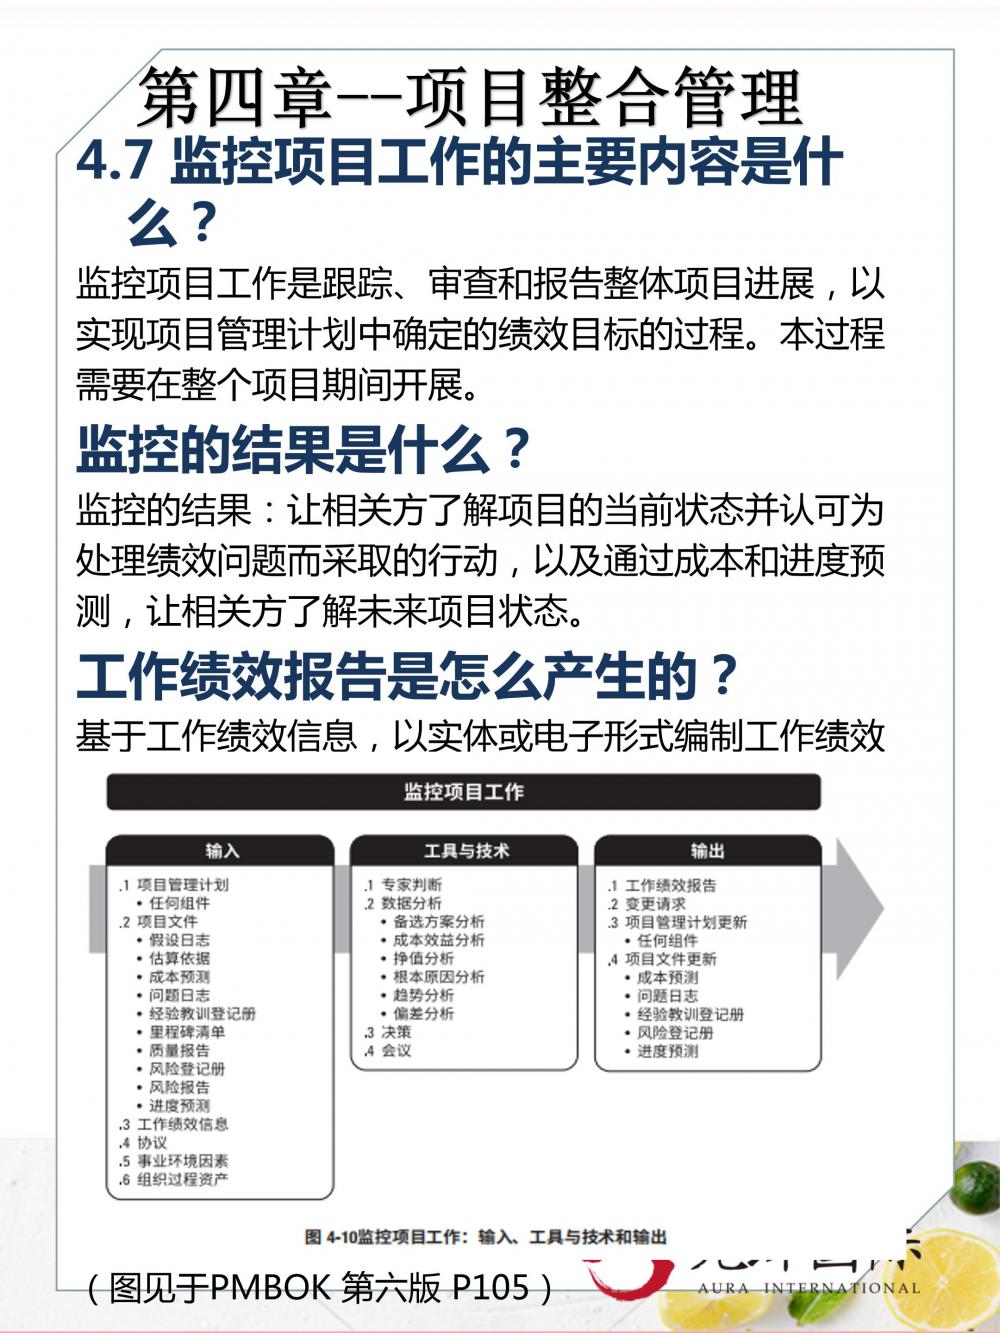 第四章--项目整合管理
4.7 监控项目工作的主要内容是什
么？
监控项目工作是跟踪、审查和报告整体项目进展，以
实现项目管理计划中确定的绩效目标的过程。本过程
需要在整个项目期间开展。
监控的结果是什么？
监控的结果：让相关方了解项目的当前状态并认可为
处理绩效问题而采取的行动，以及通过成本和进度预
测，让相关方了解未来项目状态。
工作绩效报告是怎么产生的？
基于工作绩效信息，以实体或电子形式编制工作绩效
监控项目工作
输入
.1 项目管理计划
• 任何组件
.2 项目文件
• 假设日志
• 估算依据
• 成本预测
• 问题日志
• 经验教训登记册
• 里程碑清单
• 质量报告
• 风险登记册
• 风险报告
• 进度预测
.3 工作绩效信息
.4 协议
.5 事业环境因素
.6 组织过程资产
工具与技术
.1 专家判断
.2 数据分析
• 备选方案分析
• 成本效益分析
• 挣值分析
• 根本原因分析
• 趋势分析
• 偏差分析
.3 决策
.4 会议
输出
.1 工作绩效报告
.2 变更请求
.3 项目管理计划更新
• 任何组件
.4 项目文件更新
• 成本预测
• 问题日志
• 经验教训登记册
• 风险登记册
• 进度预测
图 4-10监控项目工作：输入、工具与技术和输出
（图见于PMBOK 第六版 P105）
AURA INTERNATIONAL